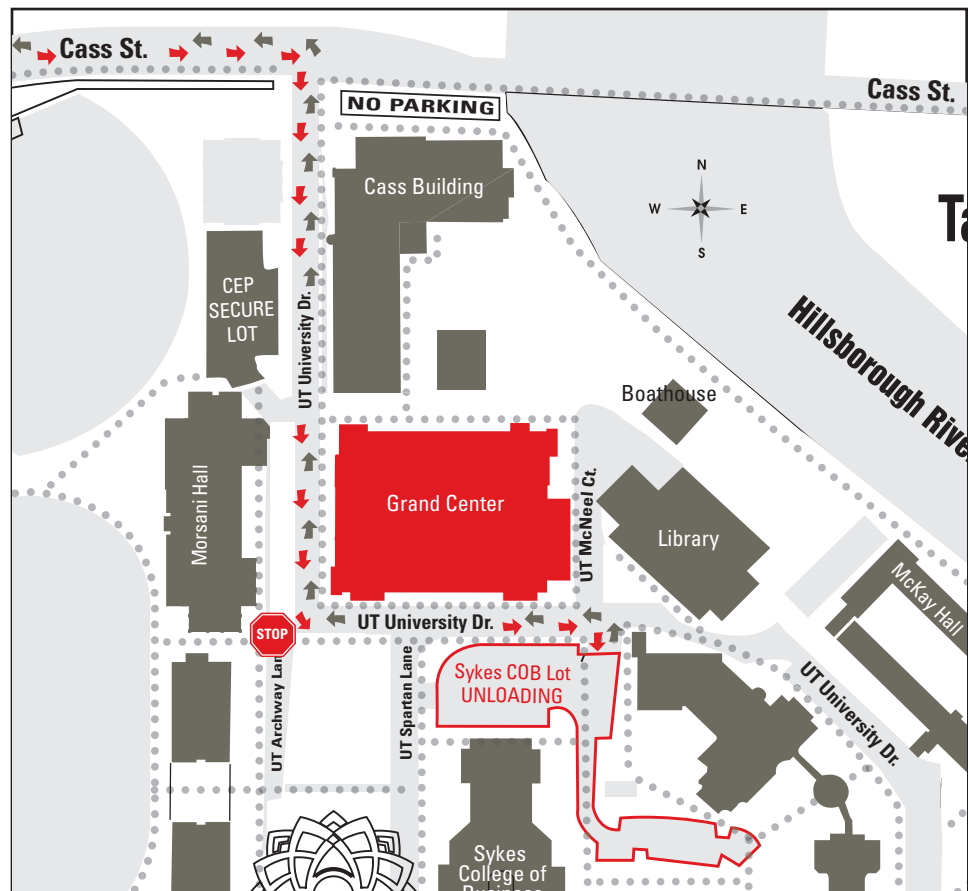 Cass St.
Cass St.
NO PARKING
Cass Building
N
W
E
S
Ta
CEP
SECURE
LOT
UT University Dr.
Hillsborough River
Boathouse
Morsani Hall
Grand Center
UT McNeel Ct.
Library
McKay Hall
STOP
UT University Dr.
UT Archway Lane
UT Spartan Lane
Sykes COB Lot
UNLOADING
UT University Dr.
Sykes
College of
Business